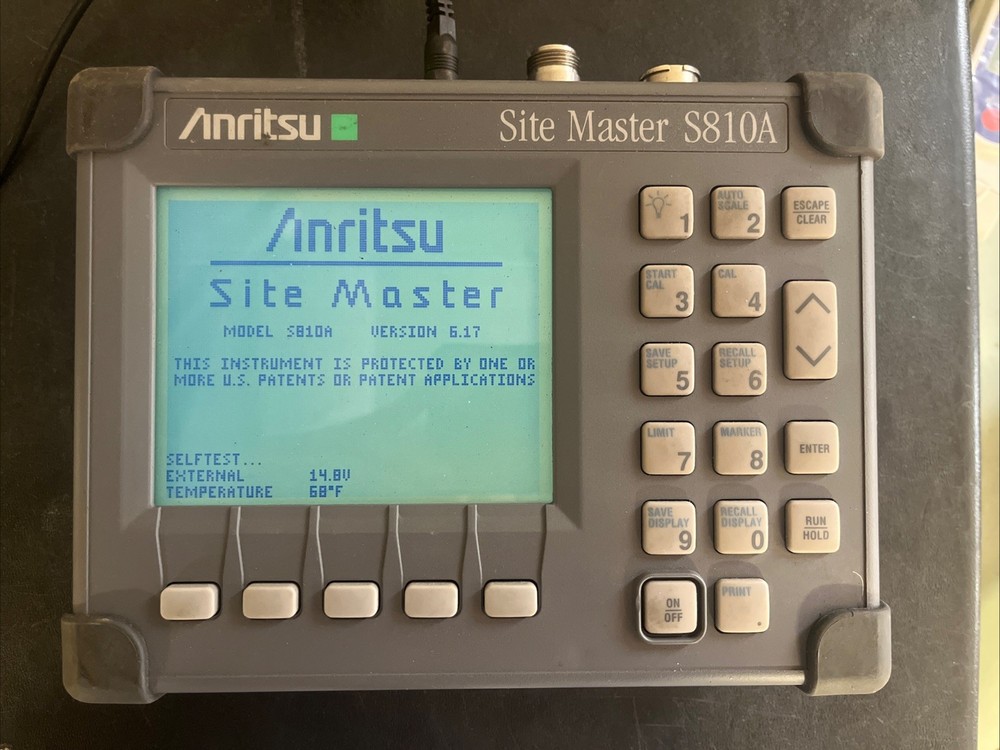 Anritsu
Site Master S810A
Anritsu
Site Master
MODEL S810A VERSION 6.17
THIS INSTRUMENT IS PROTECTED BY ONE OR
MORE U.S. PATENTS OR PATENT APPLICATIONS
SELFTEST...
EXTERNAL 14.8V
TEMPERATURE 68°F
1
AUTO
SCALE
2
ESCAPE
CLEAR
START
CAL
3
CAL
4
SAVE
SETUP
5
RECALL
SETUP
6
LIMIT
7
MARKER
8
ENTER
SAVE
DISPLAY
9
RECALL
DISPLAY
0
RUN
HOLD
ON
OFF
PRINT
.